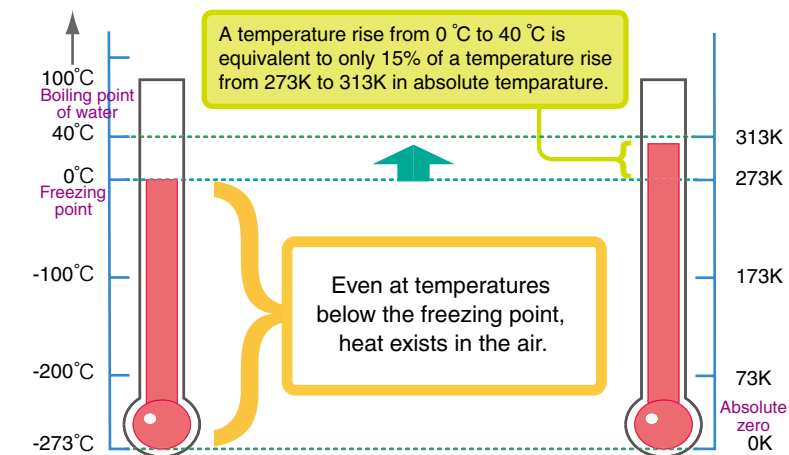 A temperature rise from 0 ℃ to 40 ℃ is
equivalent to only 15% of a temperature rise
from 273K to 313K in absolute temparature.
100℃
Boiling point
of water
40℃
0℃
Freezing
point
-100℃
-200℃
-273℃
Even at temperatures
below the freezing point,
heat exists in the air.
313K
273K
173K
73K
Absolute
zero
0K